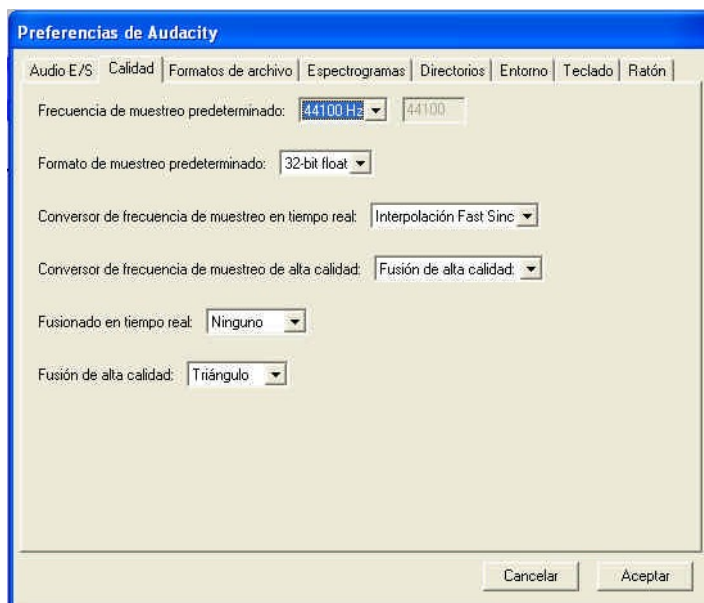 Preferencias de Audacity
Audio E/S Calidad Formatos de archivo Espectrogramas Directorios Entorno Teclado Ratón
Frecuencia de muestreo predeterminado: 44100 Hz 44100
Formato de muestreo predeterminado: 32-bit float
Conversor de frecuencia de muestreo en tiempo real: Interpolación Fast Sinc
Conversor de frecuencia de muestreo de alta calidad: Fusión de alta calidad:
Fusionado en tiempo real: Ninguno
Fusión de alta calidad: Triángulo
Cancelar Aceptar